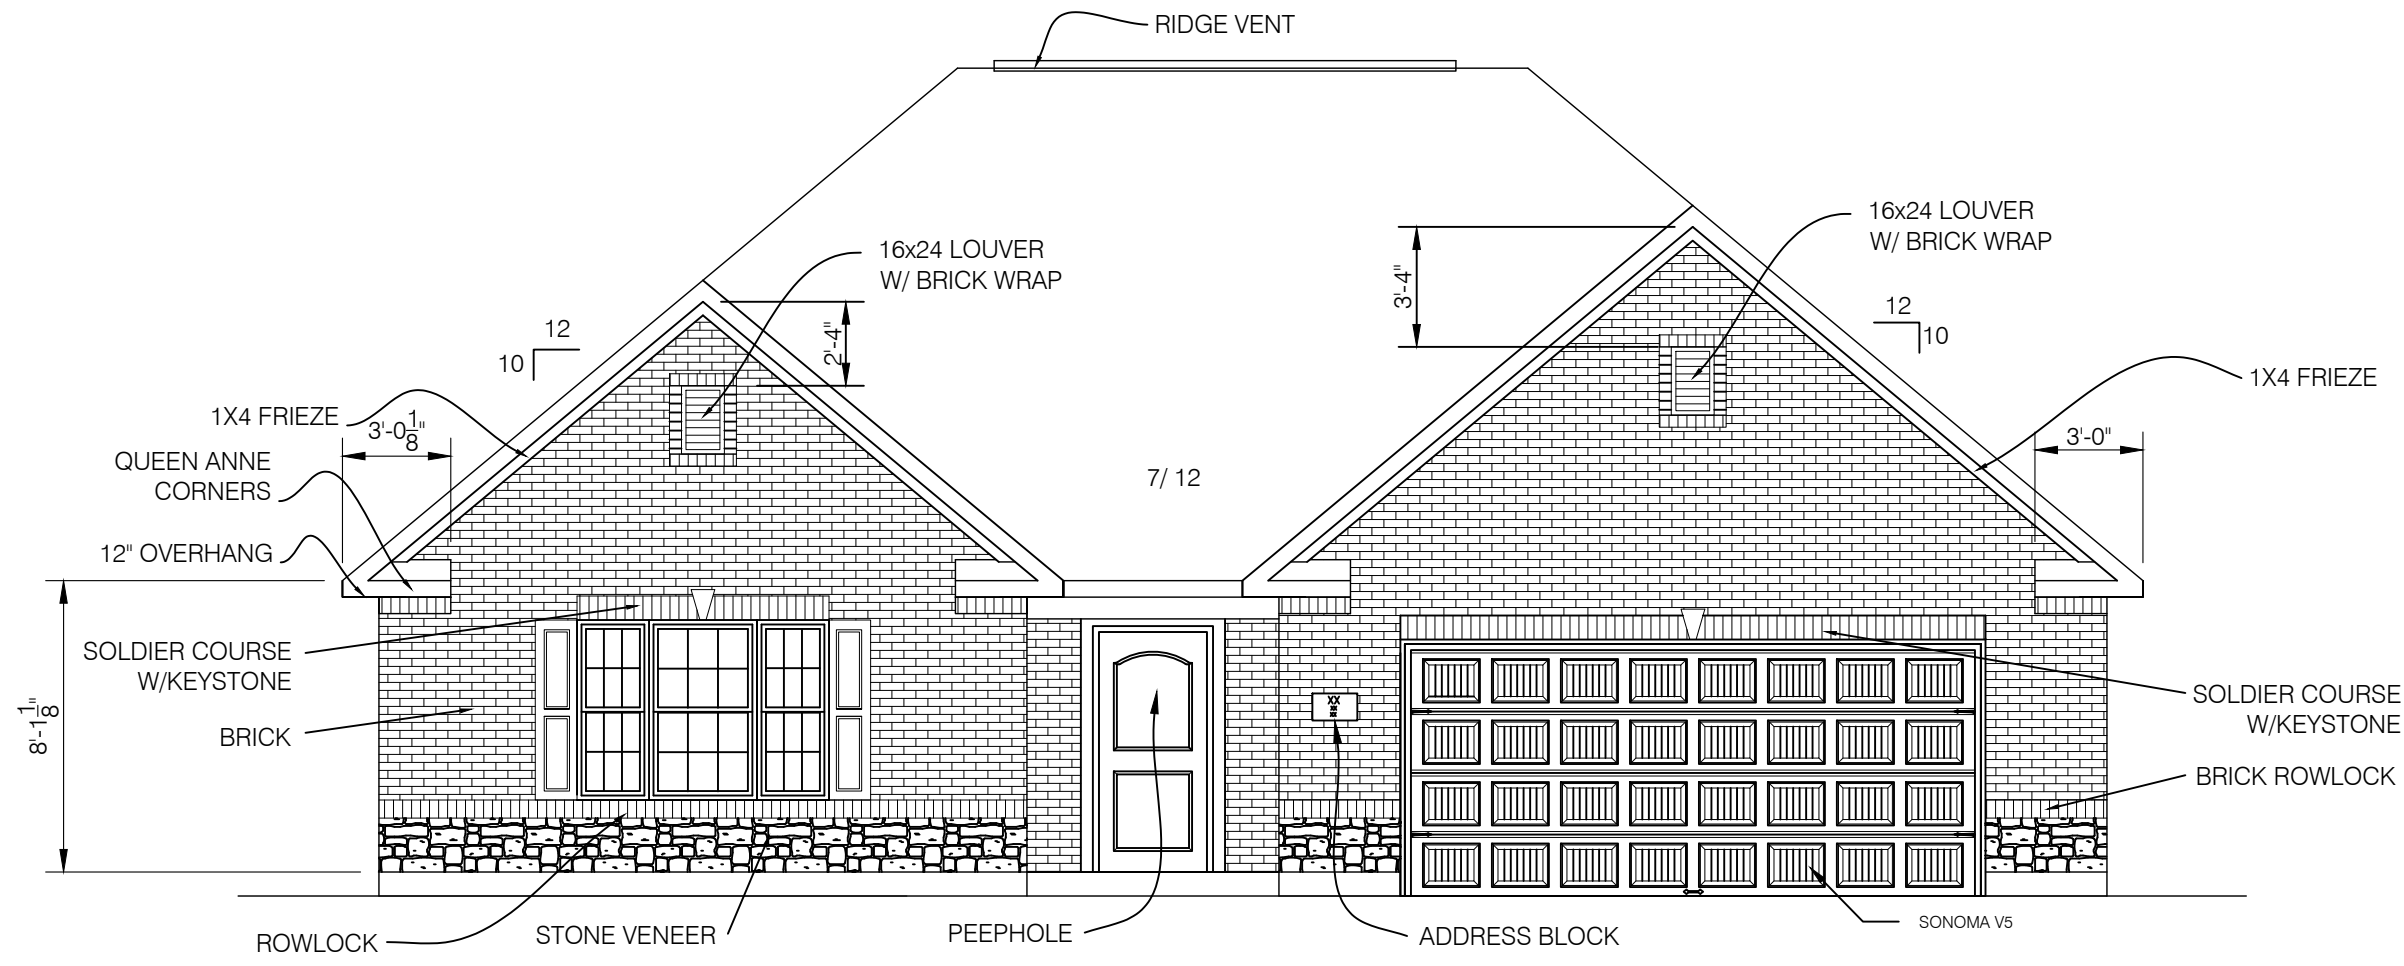 RIDGE VENT
16x24 LOUVER
W/ BRICK WRAP
16x24 LOUVER
W/ BRICK WRAP
3'-4"
12
10
12
10
2'-4"
1X4 FRIEZE
1X4 FRIEZE
3'-0 1/8"
3'-0"
QUEEN ANNE
CORNERS
7/ 12
12" OVERHANG
SOLDIER COURSE
W/KEYSTONE
8'-1 1/8"
BRICK
XX
XX
XX
SOLDIER COURSE
W/KEYSTONE
BRICK ROWLOCK
ROWLOCK
STONE VENEER
PEEPHOLE
ADDRESS BLOCK
SONOMA V5